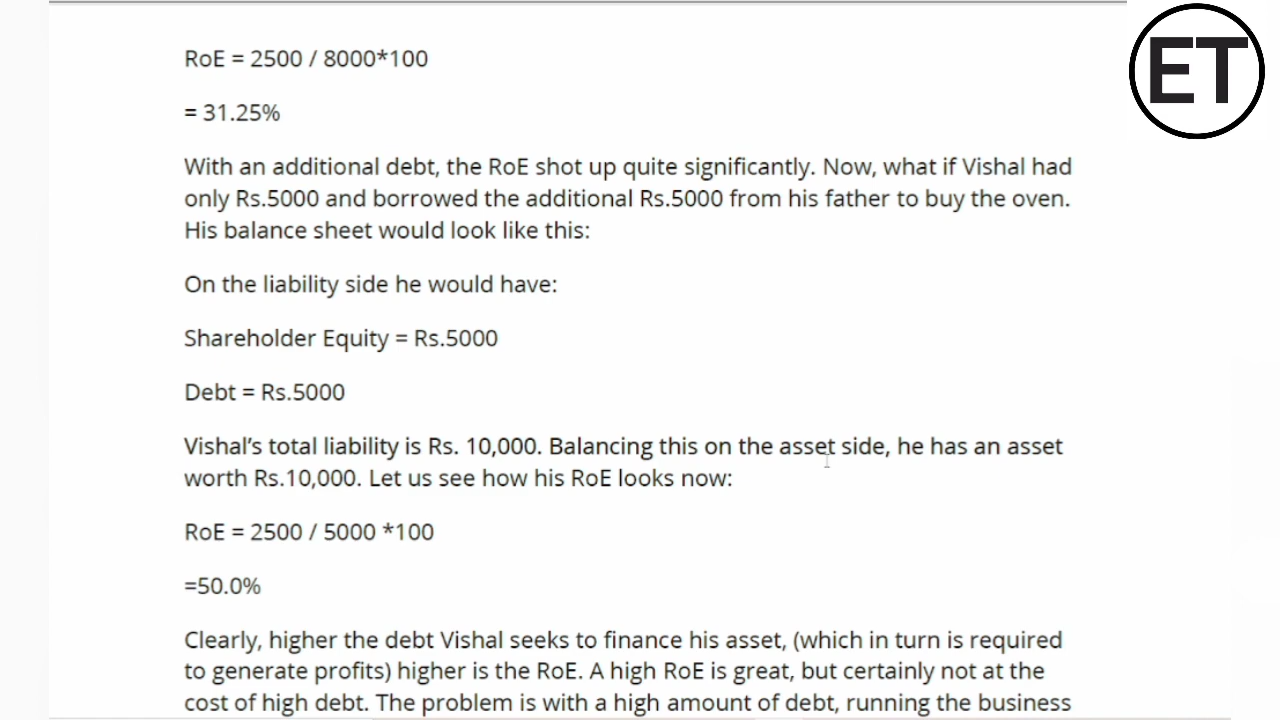 ET
RoE = 2500 / 8000*100
= 31.25%
With an additional debt, the RoE shot up quite significantly. Now, what if Vishal had
only Rs.5000 and borrowed the additional Rs.5000 from his father to buy the oven.
His balance sheet would look like this:
On the liability side he would have:
Shareholder Equity = Rs.5000
Debt = Rs.5000
Vishal’s total liability is Rs. 10,000. Balancing this on the asset side, he has an asset
worth Rs.10,000. Let us see how his RoE looks now:
RoE = 2500 / 5000 *100
=50.0%
Clearly, higher the debt Vishal seeks to finance his asset, (which in turn is required
to generate profits) higher is the RoE. A high RoE is great, but certainly not at the
cost of high debt. The problem is with a high amount of debt, running the business